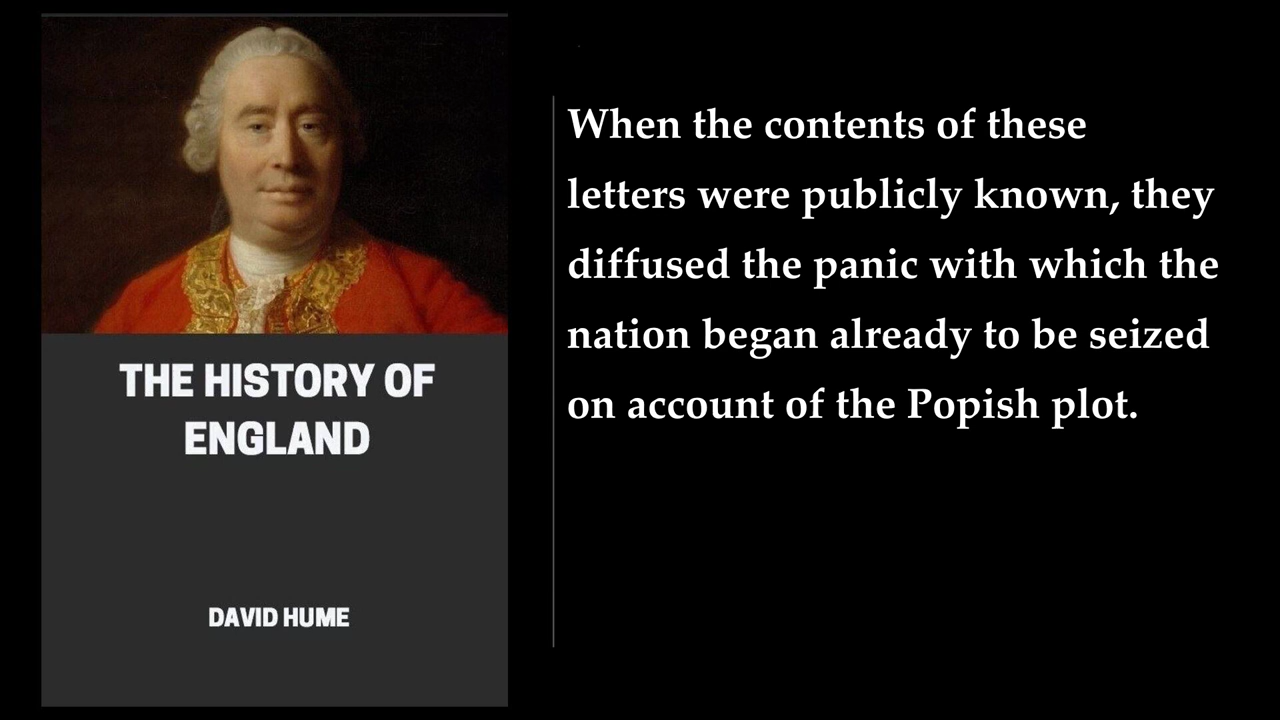 THE HISTORY OF
ENGLAND
DAVID HUME
When the contents of these
letters were publicly known, they
diffused the panic with which the
nation began already to be seized
on account of the Popish plot.